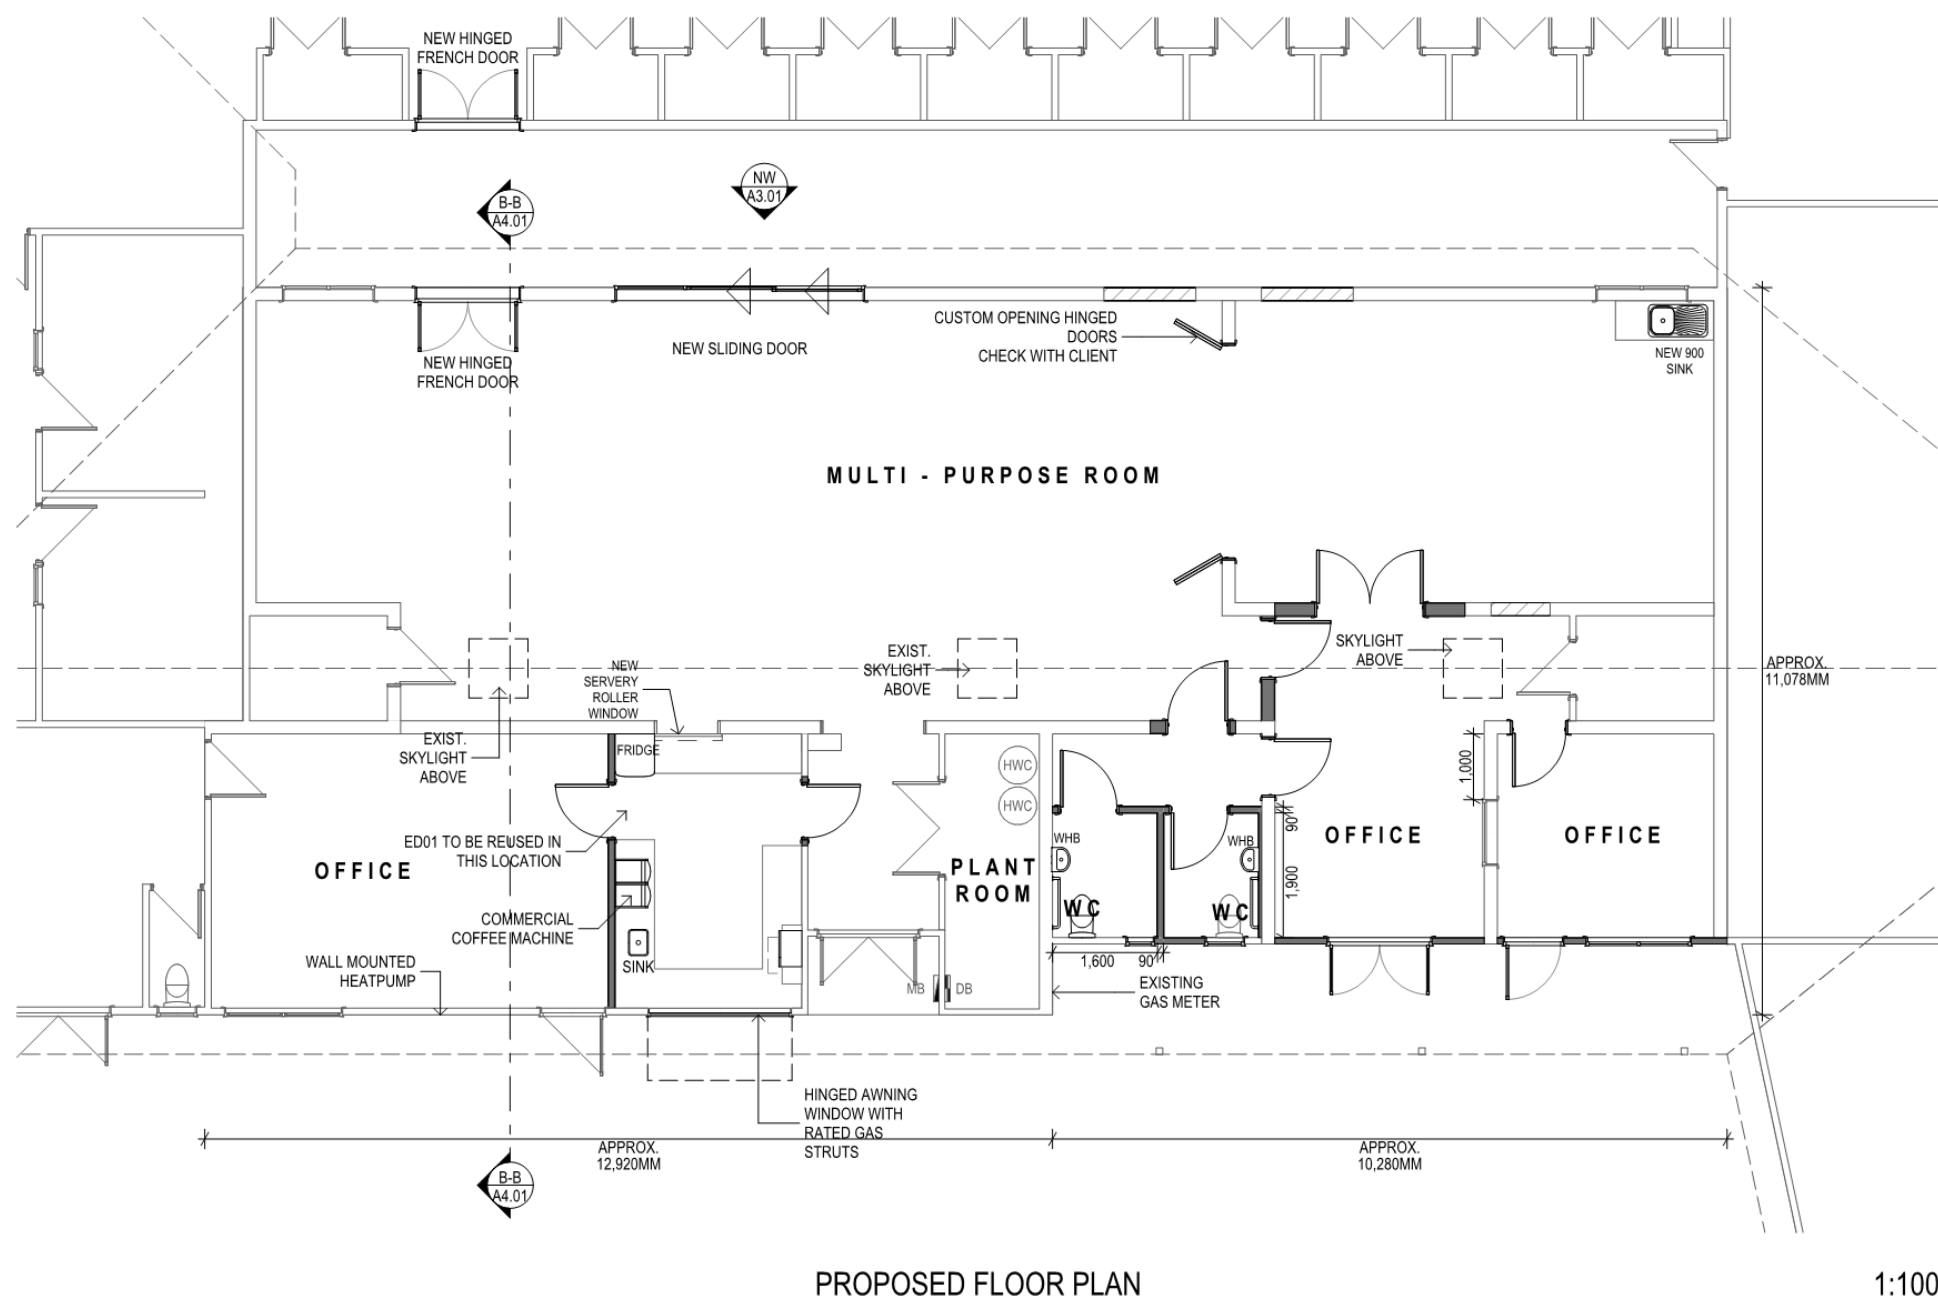 NEW HINGED
FRENCH DOOR
NW
A3.01
B-B
A4.01
CUSTOM OPENING HINGED
DOORS
CHECK WITH CLIENT
NEW SLIDING DOOR
NEW HINGED
FRENCH DOOR
NEW 900
SINK
MULTI - PURPOSE ROOM
SKYLIGHT
ABOVE
EXIST.
SKYLIGHT
ABOVE
NEW
SERVERY
ROLLER
WINDOW
APPROX.
11,078MM
EXIST.
SKYLIGHT
ABOVE
FRIDGE
HWC
HWC
1,000
90
ED01 TO BE REUSED IN
THIS LOCATION
WHB
WHB
OFFICE
OFFICE
OFFICE
PLANT
ROOM
1,900
WC
WC
COMMERCIAL
COFFEE MACHINE
SINK
WALL MOUNTED
HEATPUMP
1,600
90
MB
DB
EXISTING
GAS METER
HINGED AWNING
WINDOW WITH
RATED GAS
STRUTS
APPROX.
12,920MM
APPROX.
10,280MM
B-B
A4.01
PROPOSED FLOOR PLAN
1:100